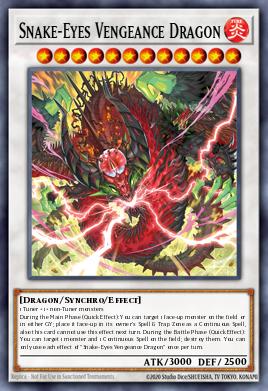 SNAKE-EYES VENGEANCE DRAGON
FIRE
炎
[DRAGON/SYNCHRO/EFFECT]
1 Tuner +1+ non-Tuner monsters
During the Main Phase (Quick Effect): You can target 1 face-up monster on the field or
in either GY; place it face-up in its owner's Spell & Trap Zone as a Continuous Spell,
also this card cannot use this effect next turn. During the Battle Phase (Quick Effect):
You can target 1 monster and 1 Continuous Spell on the field; destroy them. You can
only use each effect of "Snake-Eyes Vengeance Dragon" once per turn.
ATK/3000 DEF/2500
Replica - Not For Use in Sanctioned Tournaments
©2020 Studio Dice/SHUEISHA, TV TOKYO, KONAMI